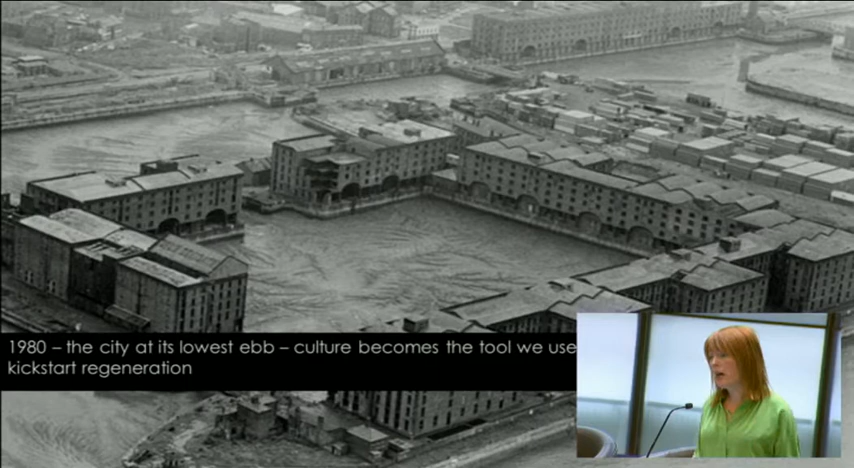 1980 – the city at its lowest ebb – culture becomes the tool we use
kickstart regeneration